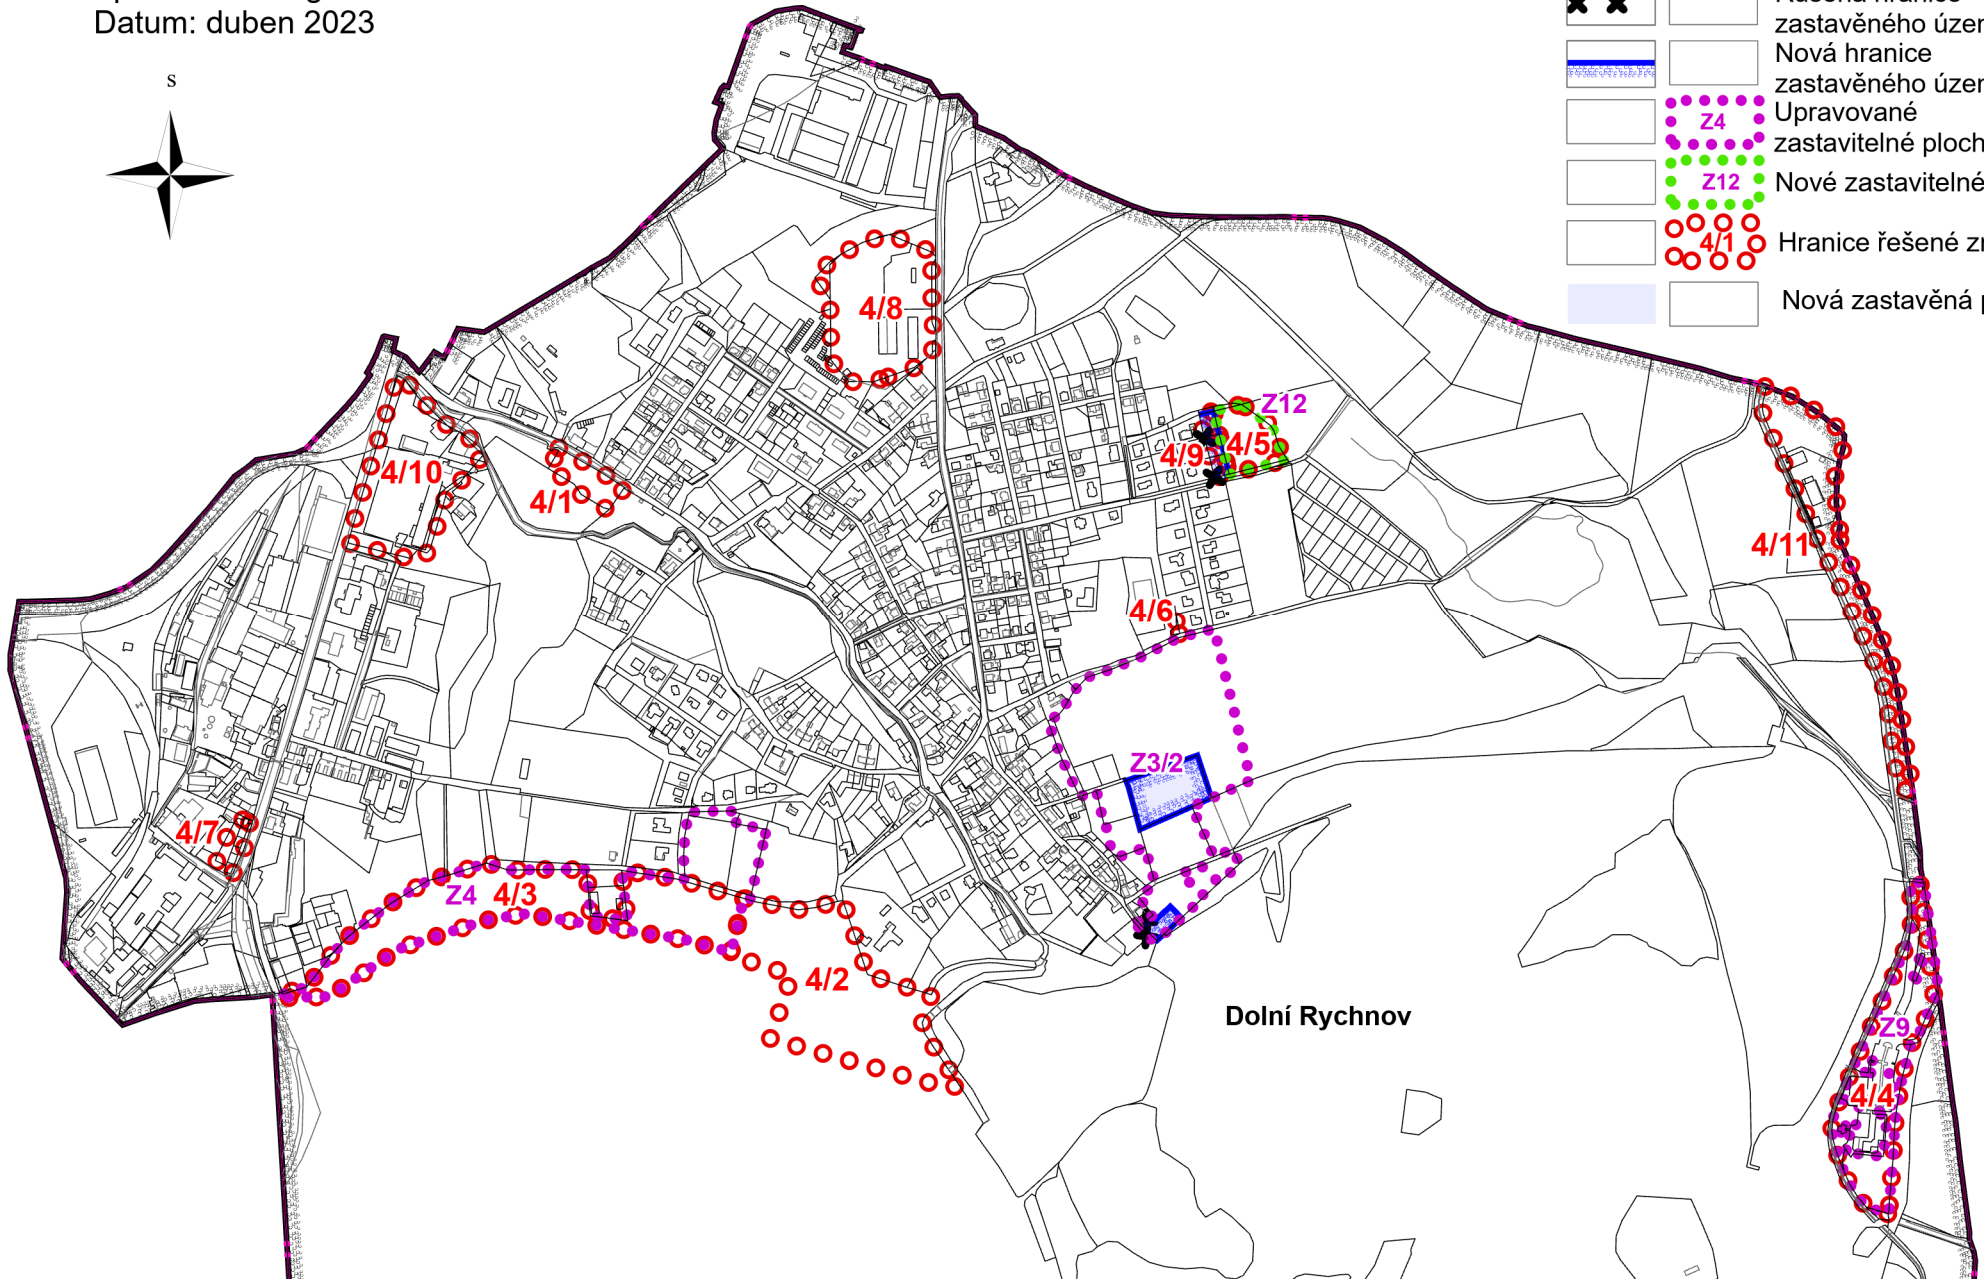 Datum: duben 2023
S
zastavěného územ
Nová hranice
zastavěného územ
Z4
Upravované
zastavitelné ploch
Z12
Nové zastavitelné
4/1
Hranice řešené
Nová zastavěná
4/8
Z12
4/5
4/9
4/10
4/1
4/11
4/6
Z3/2
4/7
Z4
4/3
4/2
Dolní Rychnov
Z9
4/4